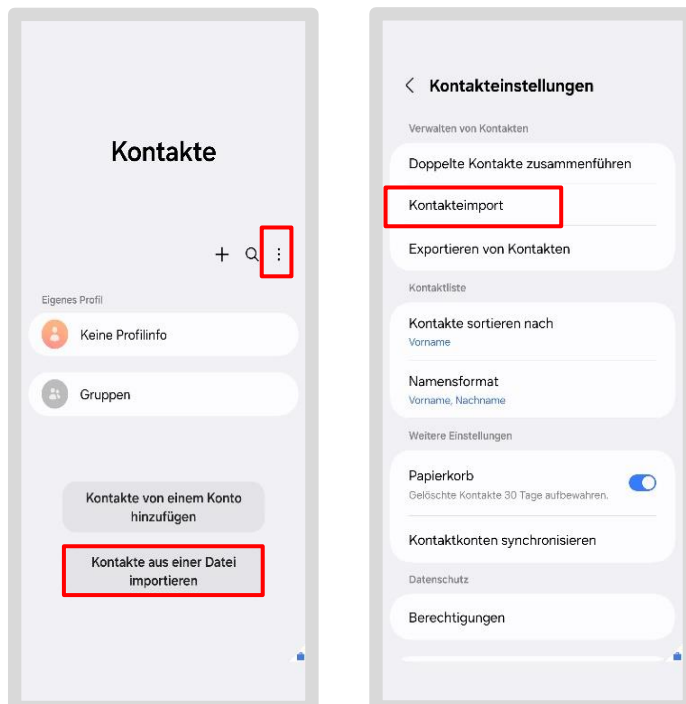 Kontakte
Eigenes Profil
Keine Profilinfo
Gruppen
Kontakte von einem Konto
hinzufügen
Kontakte aus einer Datei
importieren
Kontakteinstellungen
Verwalten von Kontakten
Doppelte Kontakte zusammenführen
Kontakteimport
Exportieren von Kontakten
Kontaktliste
Kontakte sortieren nach
Vorname
Namensformat
Vorname, Nachname
Weitere Einstellungen
Papierkorb
Gelöschte Kontakte 30 Tage aufbewahren.
Kontaktkonten synchronisieren
Datenschutz
Berechtigungen